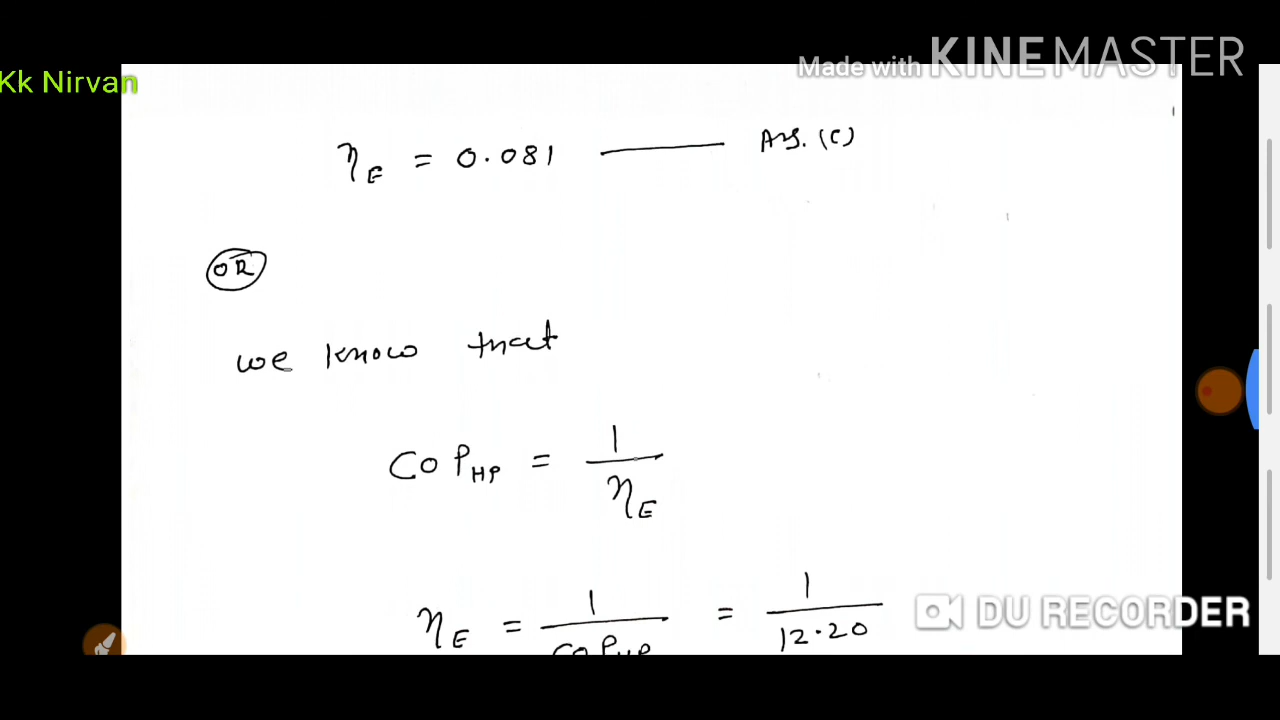 Made with KINEMASTER
Kk Nirvan
η_E = 0.081 —— Ans. (C)
OR
we know that
COP_HP = 1/η_E
η_E = 1/COP_HP = 1/12.20
DU RECORDER